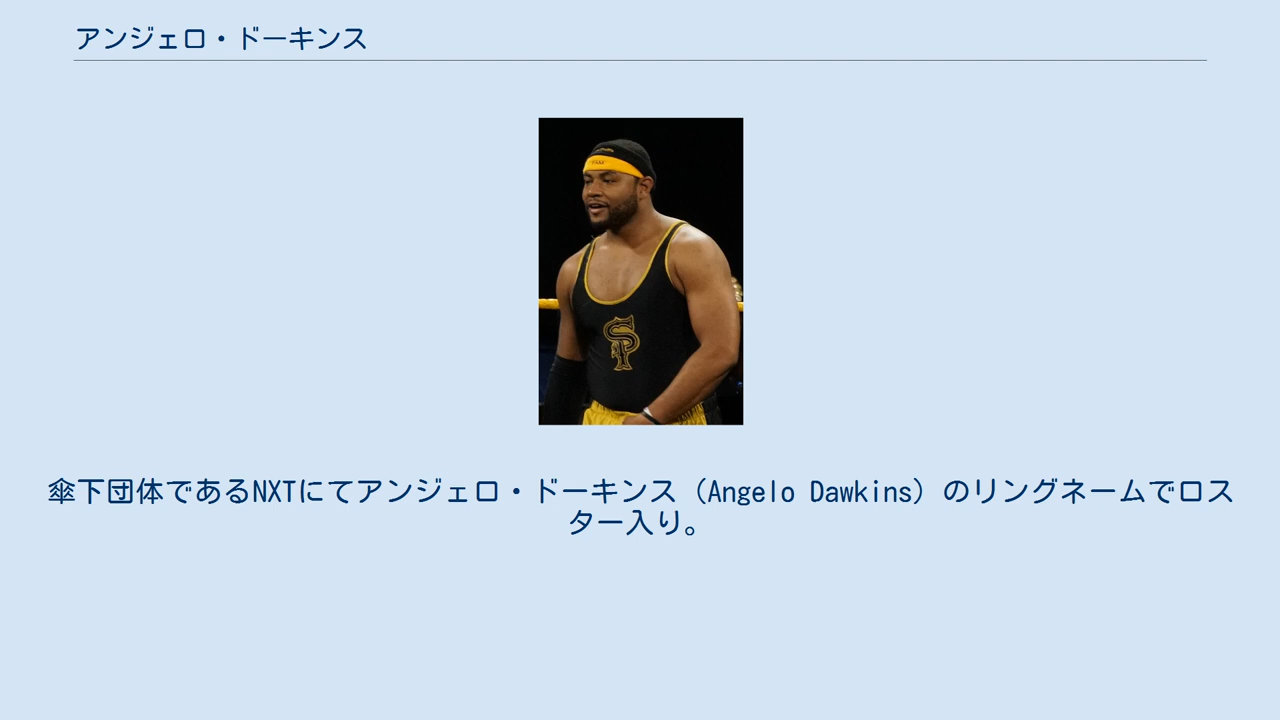 アンジェロ・ドーキンス
傘下団体であるNXTにてアンジェロ・ドーキンス（Angelo Dawkins）のリングネームでロス
ター入り。